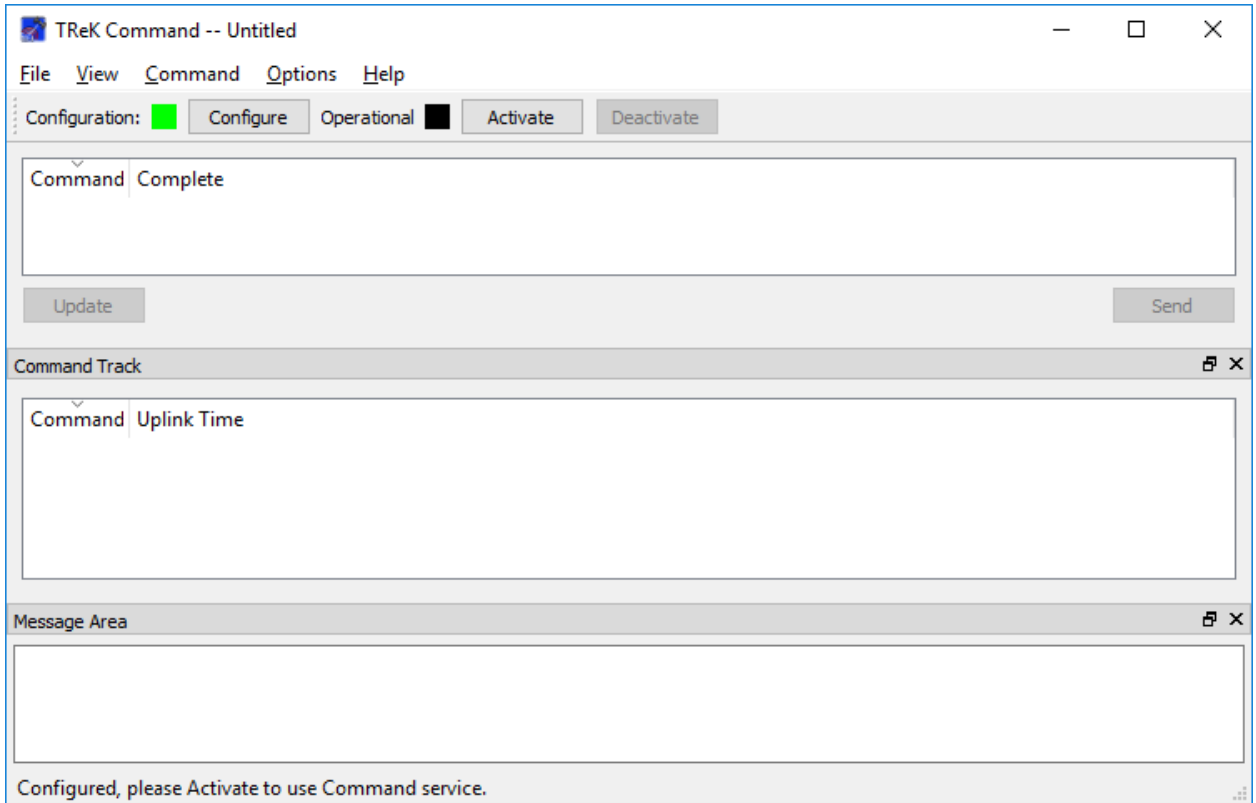 TReK Command -- Untitled
File View Command Options Help
Configuration: Configure Operational Activate Deactivate
Command Complete
Update Send
Command Track
Command Uplink Time
Message Area
Configured, please Activate to use Command service.